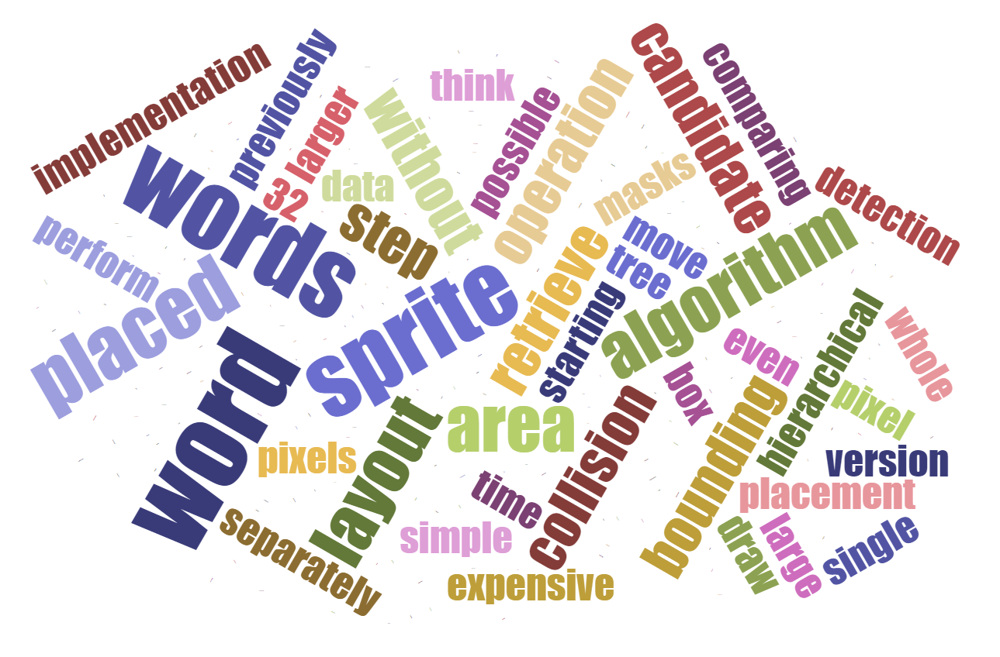 implementation
previously
32
larger
words
perform
placed
data
without
step
think
possible
operation
masks
candidate
comparing
detection
move
tree
retrieve
starting
algorithm
sprite
word
pixels
layout
area
separately
simple
time
collision
expensive
box
even
bounding
hierarchical
whole
pixel
version
placement
draw
large
single